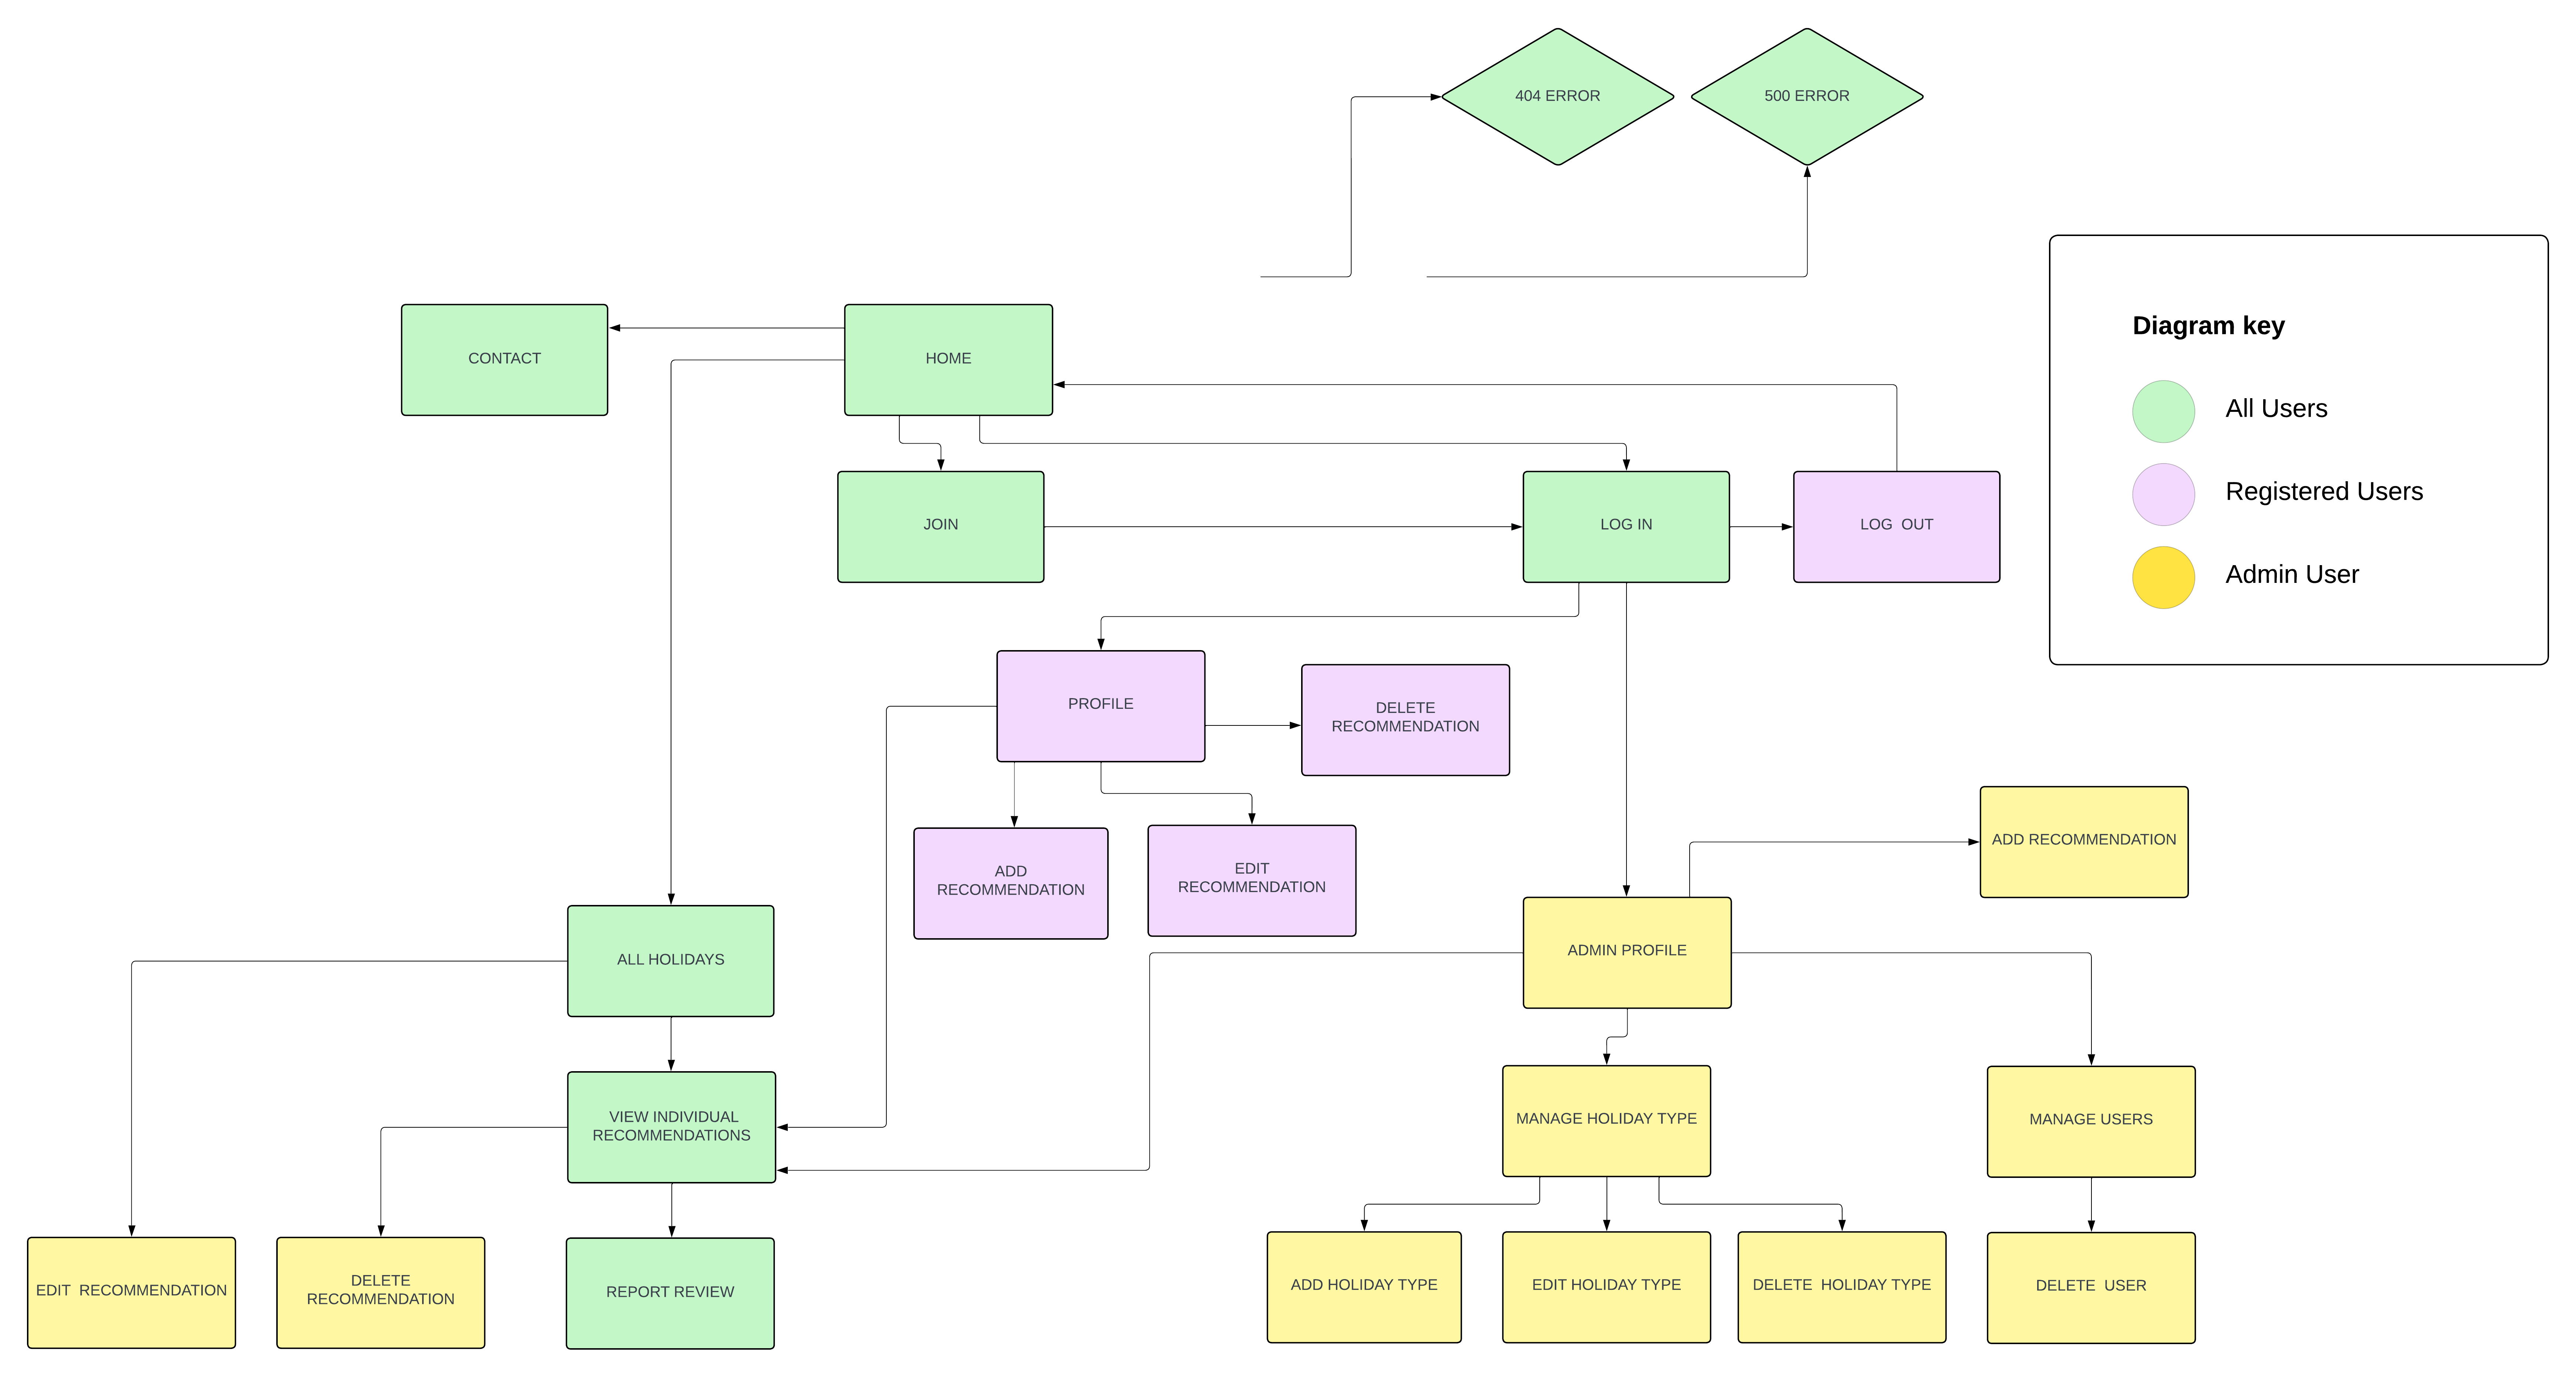 404 ERROR
500 ERROR
Diagram key
All Users
Registered Users
Admin User
CONTACT
HOME
JOIN
LOG IN
LOG  OUT
PROFILE
DELETE
RECOMMENDATION
ADD
RECOMMENDATION
EDIT
RECOMMENDATION
ADD RECOMMENDATION
ALL HOLIDAYS
ADMIN PROFILE
VIEW INDIVIDUAL
RECOMMENDATIONS
MANAGE HOLIDAY TYPE
MANAGE USERS
EDIT  RECOMMENDATION
DELETE
RECOMMENDATION
REPORT REVIEW
ADD HOLIDAY TYPE
EDIT HOLIDAY TYPE
DELETE  HOLIDAY TYPE
DELETE  USER